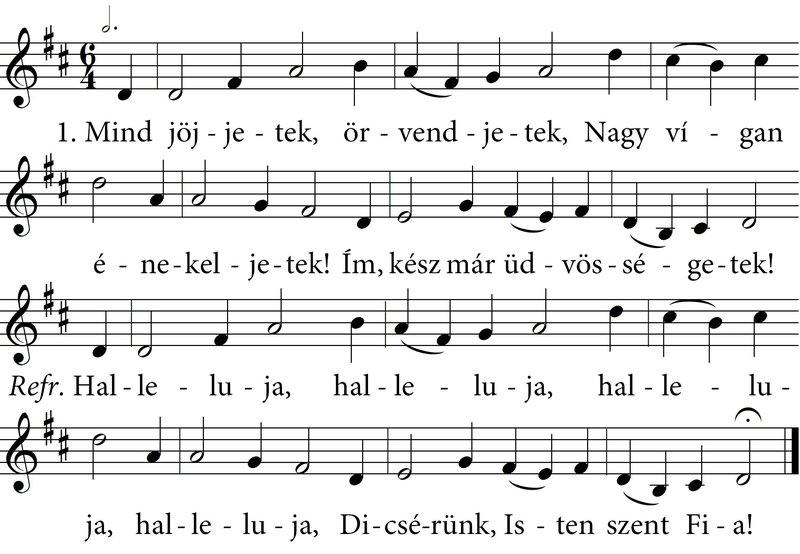 6
4
1. Mind jöj - je - tek, ör - vend - je - tek, Nagy ví - gan
é - ne - kel - je - tek! Ím, kész már üd - vös - sé - ge - tek!
Refr. Hal - le - lu - ja, hal - le - lu - ja, hal - le - lu -
ja, hal - le - lu - ja, Di - csé - rünk, Is - ten szent Fi - a!